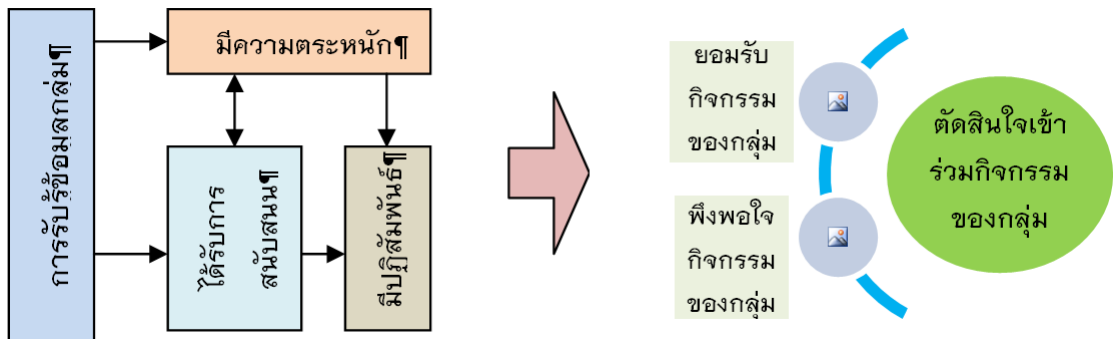 การรับรู้ข้อมูลกลุ่ม¶
มีความตระหนัก¶
ได้รับการ
สนับสนน¶
มีปฏิสัมพันธ์¶
ยอมรับ
กิจกรรม
ของกลุ่ม
พึงพอใจ
กิจกรรม
ของกลุ่ม
ตัดสินใจเข้า
ร่วมกิจกรรม
ของกลุ่ม